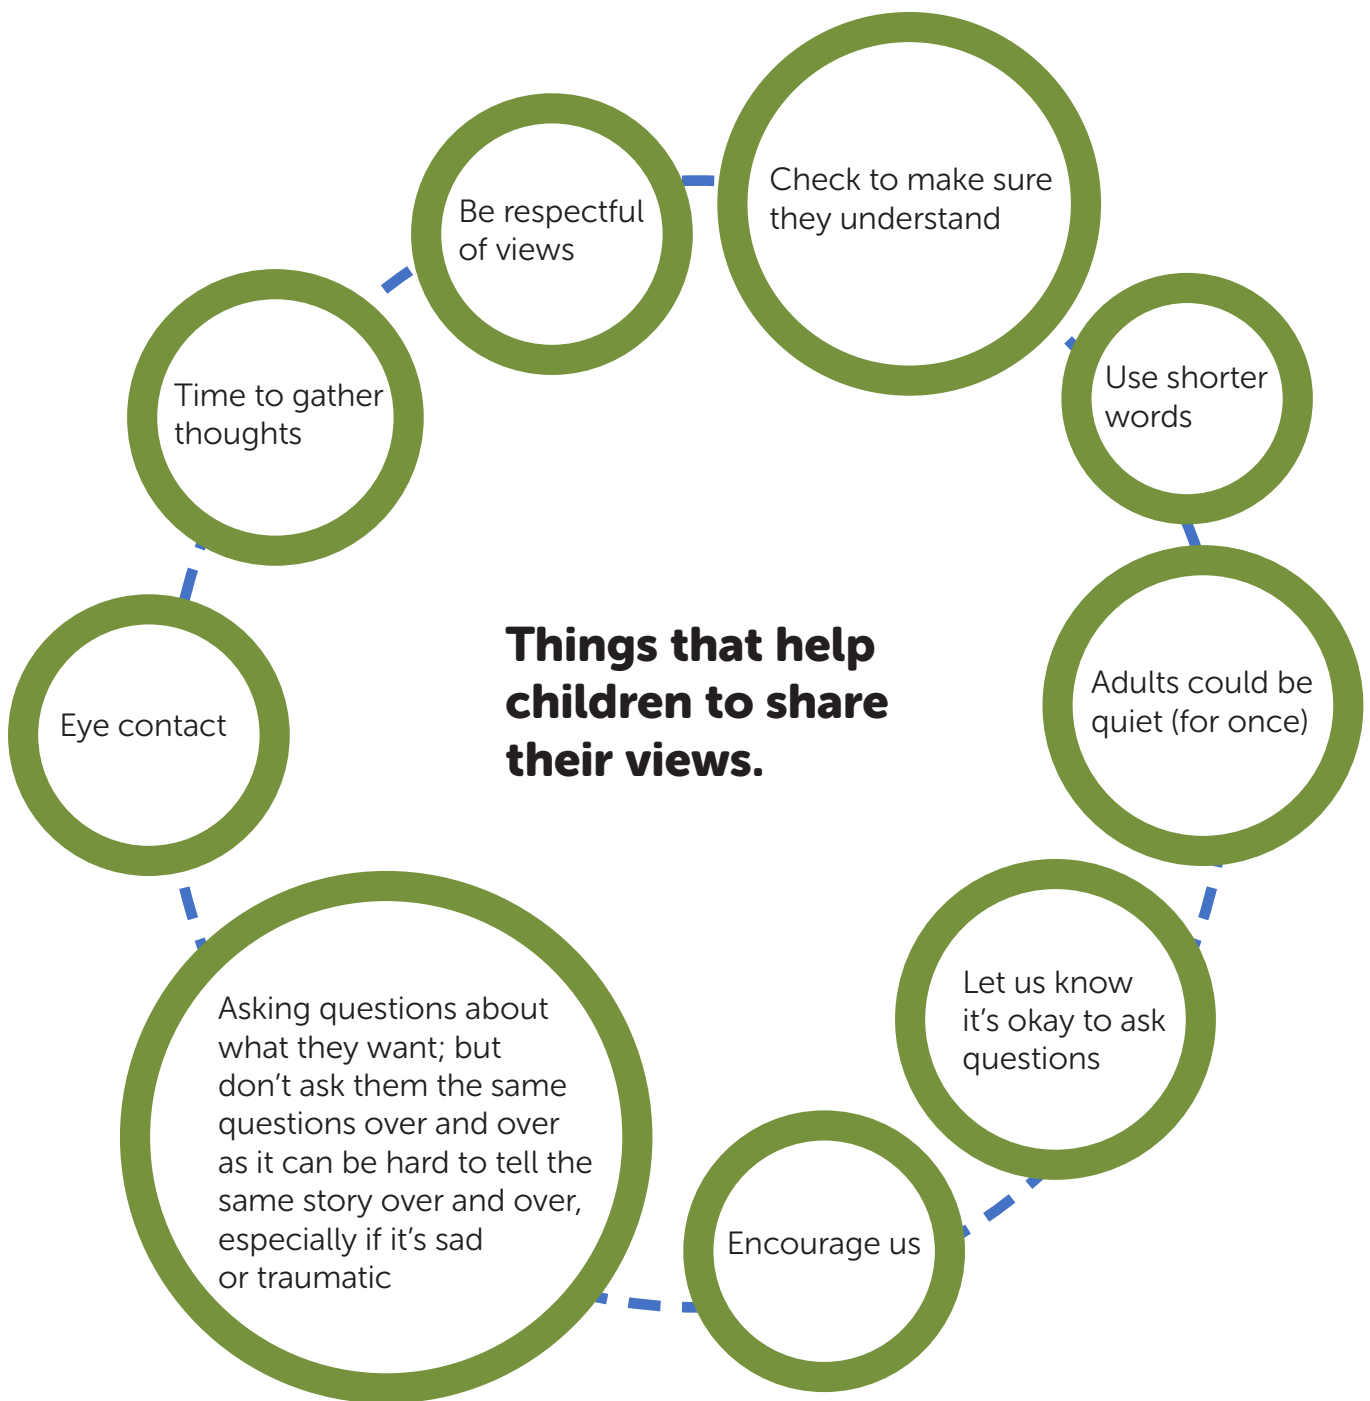 Check to make sure
they understand
Be respectful
of views
Use shorter
words
Time to gather
thoughts
Things that help
children to share
their views.
Adults could be
quiet (for once)
Eye contact
Let us know
it's okay to ask
questions
Asking questions about
what they want; but
don't ask them the same
questions over and over
as it can be hard to tell the
same story over and over,
especially if it's sad
or traumatic
Encourage us